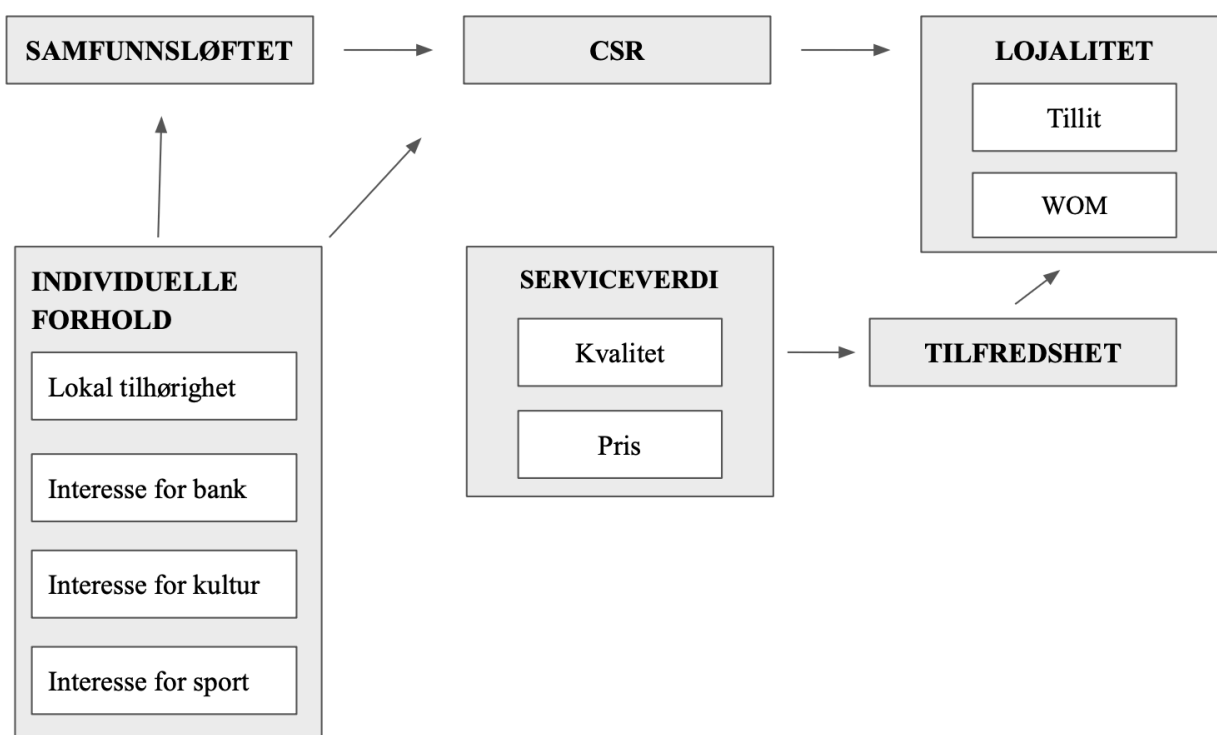 SAMFUNNSLØFTET
CSR
LOJALITET
Tillit
WOM
INDIVIDUELLE
FORHOLD
Lokal tilhørighet
Interesse for bank
Interesse for kultur
Interesse for sport
SERVICEVERDI
Kvalitet
Pris
TILFREDSHET